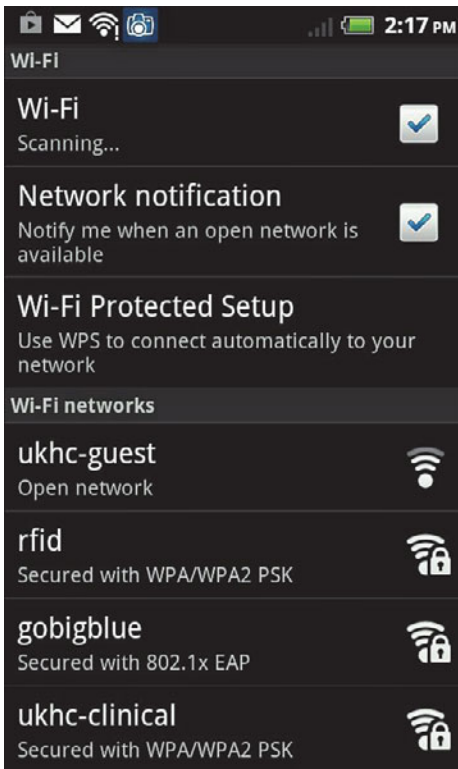 2:17 PM
Wi-Fi
Wi-Fi
Scanning...
Network notification
Notify me when an open network is
available
Wi-Fi Protected Setup
Use WPS to connect automatically to your
network
Wi-Fi networks
ukhc-guest
Open network
rfid
Secured with WPA/WPA2 PSK
gobigblue
Secured with 802.1x EAP
ukhc-clinical
Secured with WPA/WPA2 PSK